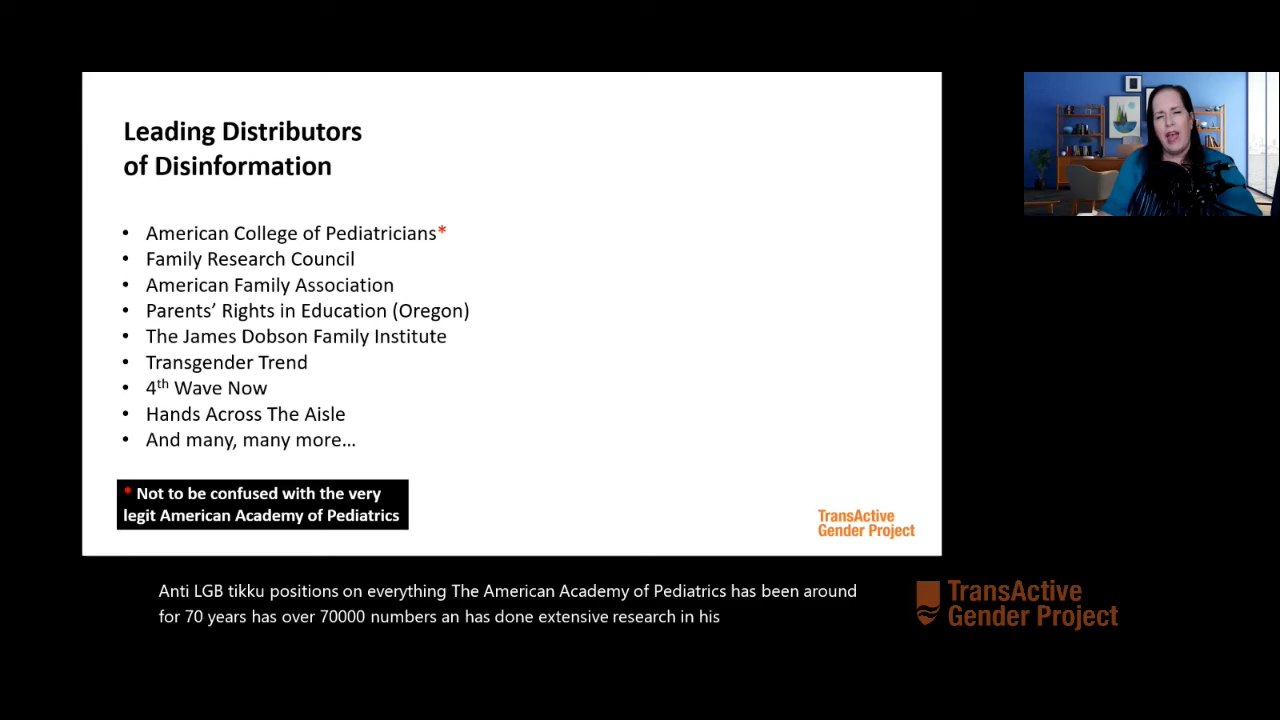 Leading Distributors
of Disinformation
• American College of Pediatricians*
• Family Research Council
• American Family Association
• Parents’ Rights in Education (Oregon)
• The James Dobson Family Institute
• Transgender Trend
• 4th Wave Now
• Hands Across The Aisle
• And many, many more…
* Not to be confused with the very
legit American Academy of Pediatrics
TransActive
Gender Project
Anti LGB tikku positions on everything The American Academy of Pediatrics has been around
for 70 years has over 70000 numbers an has done extensive research in his
TransActive
Gender Project